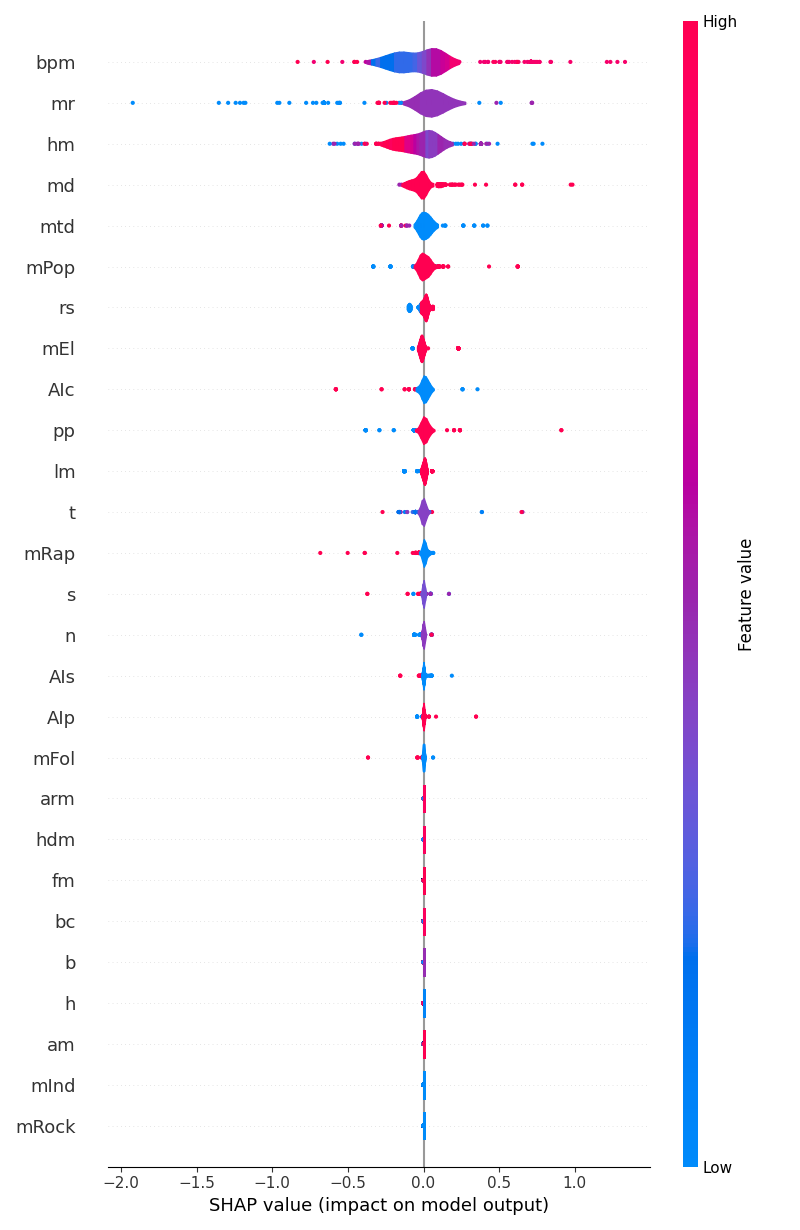 High
bpm
mr
hm
md
mtd
mPop
rs
mEl
AIc
pp
lm
t
mRap
s
n
AIs
AIp
mFol
arm
hdm
fm
bc
b
h
am
mInd
mRock
Feature value
Low
−2.0 −1.5 −1.0 −0.5 0.0 0.5 1.0
SHAP value (impact on model output)